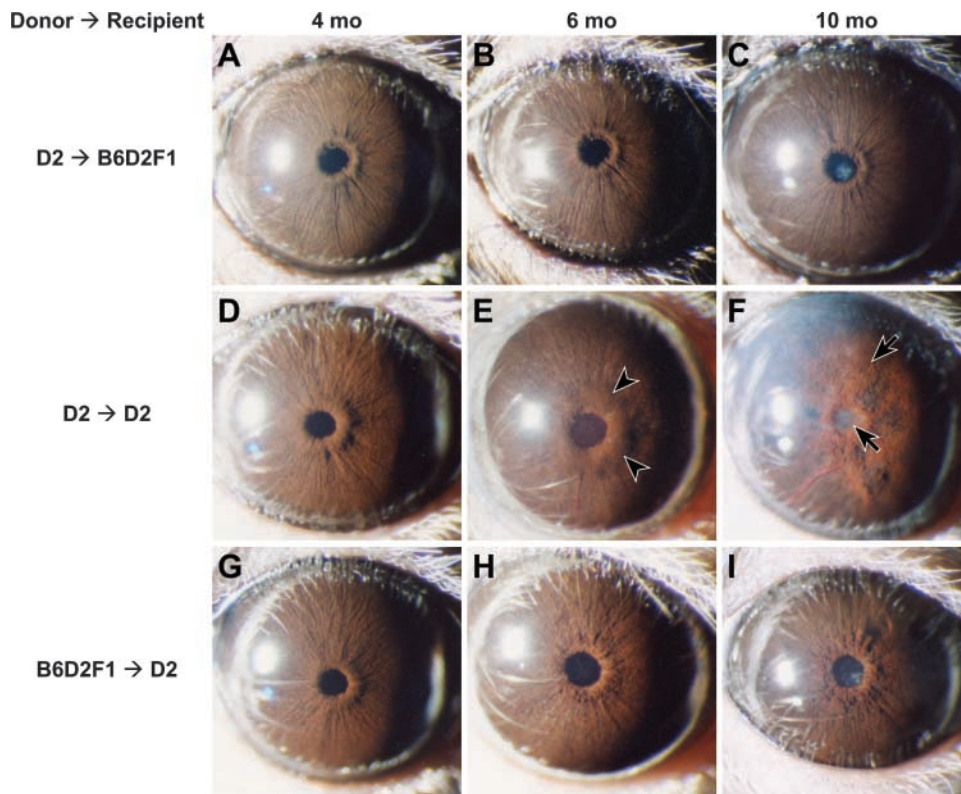 Donor → Recipient 4 mo 6 mo 10 mo
A B C
D2 → B6D2F1
D E F
D2 → D2
G H I
B6D2F1 → D2